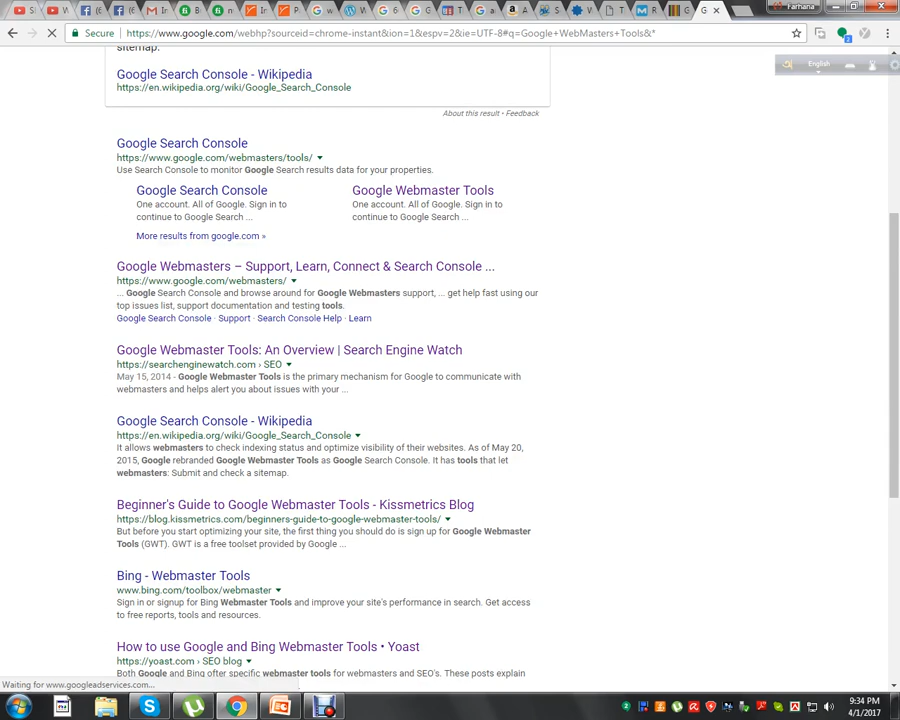 Farhana
Secure
https://www.google.com/webhp?sourceid=chrome-instant&ion=1&espv=2&ie=UTF-8#q=Google+WebMasters+Tools&*
English
sitemap.
Google Search Console - Wikipedia
https://en.wikipedia.org/wiki/Google_Search_Console
About this result • Feedback
Google Search Console
https://www.google.com/webmasters/tools/
Use Search Console to monitor Google Search results data for your properties.
Google Search Console
One account. All of Google. Sign in to
continue to Google Search ...
Google Webmaster Tools
One account. All of Google. Sign in to
continue to Google Search ...
More results from google.com »
Google Webmasters – Support, Learn, Connect & Search Console ...
https://www.google.com/webmasters/
... Google Search Console and browse around for Google Webmasters support, ... get help fast using our
top issues list, support documentation and testing tools.
Google Search Console · Support · Search Console Help · Learn
Google Webmaster Tools: An Overview | Search Engine Watch
https://searchenginewatch.com › SEO
May 15, 2014 - Google Webmaster Tools is the primary mechanism for Google to communicate with
webmasters and helps alert you about issues with your ...
Google Search Console - Wikipedia
https://en.wikipedia.org/wiki/Google_Search_Console
It allows webmasters to check indexing status and optimize visibility of their websites. As of May 20,
2015, Google rebranded Google Webmaster Tools as Google Search Console. It has tools that let
webmasters: Submit and check a sitemap.
Beginner's Guide to Google Webmaster Tools - Kissmetrics Blog
https://blog.kissmetrics.com/beginners-guide-to-google-webmaster-tools/
But before you start optimizing your site, the first thing you should do is sign up for Google Webmaster
Tools (GWT). GWT is a free toolset provided by Google ...
Bing - Webmaster Tools
www.bing.com/toolbox/webmaster
Sign in or signup for Bing Webmaster Tools and improve your site's performance in search. Get access
to free reports, tools and resources.
How to use Google and Bing Webmaster Tools • Yoast
https://yoast.com › SEO blog
Both Google and Bing offer specific webmaster tools for webmasters and SEO's. These posts explain
Waiting for www.googleadservices.com...
9:34 PM
4/1/2017